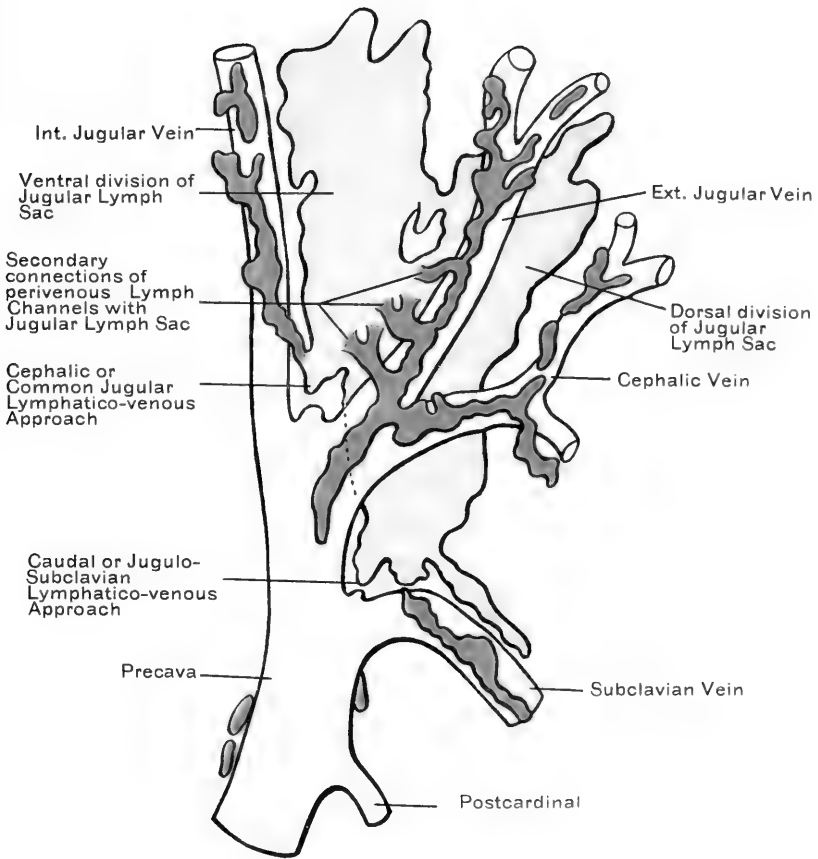 Int. Jugular Vein
Ventral division of
Jugular Lymph
Sac
Secondary
connections of
perivenous Lymph
Channels with
Jugular Lymph Sac
Cephalic or
Common Jugular
Lymphatico-venous
Approach
Caudal or Jugulo-
Subclavian
Lymphatico-venous
Approach
Precava
Ext. Jugular Vein
Dorsal division
of Jugular
Lymph Sac
Cephalic Vein
Subclavian Vein
Postcardinal